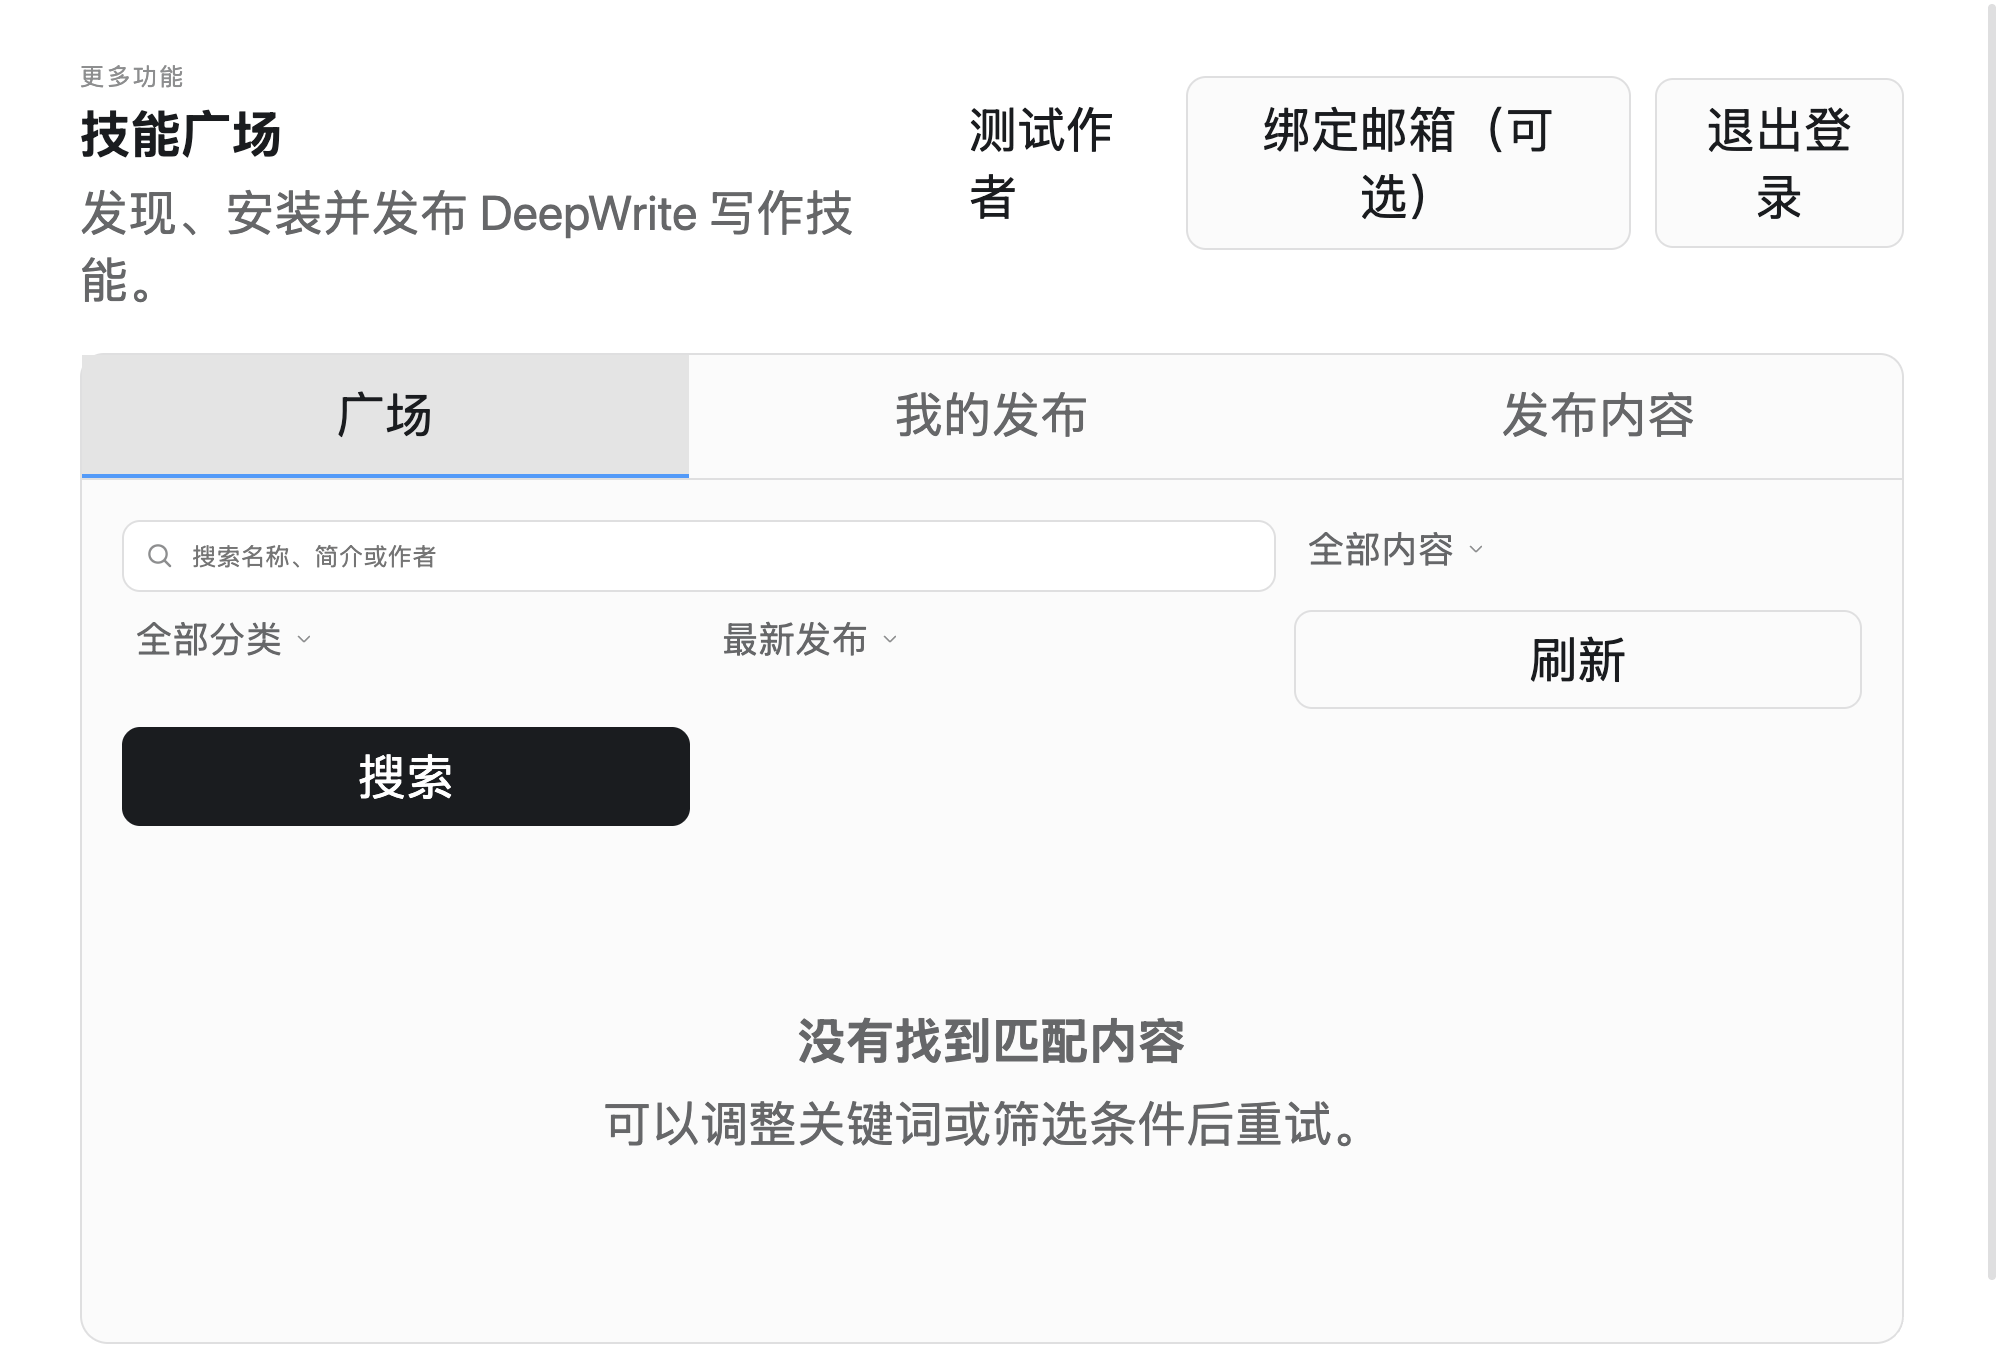 更多功能
技能广场
发现、安装并发布 DeepWrite 写作技
能。
测试作
者
绑定邮箱（可
选）
退出登
录
广场
我的发布
发布内容
搜索名称、简介或作者
全部内容
全部分类
最新发布
刷新
搜索
没有找到匹配内容
可以调整关键词或筛选条件后重试。